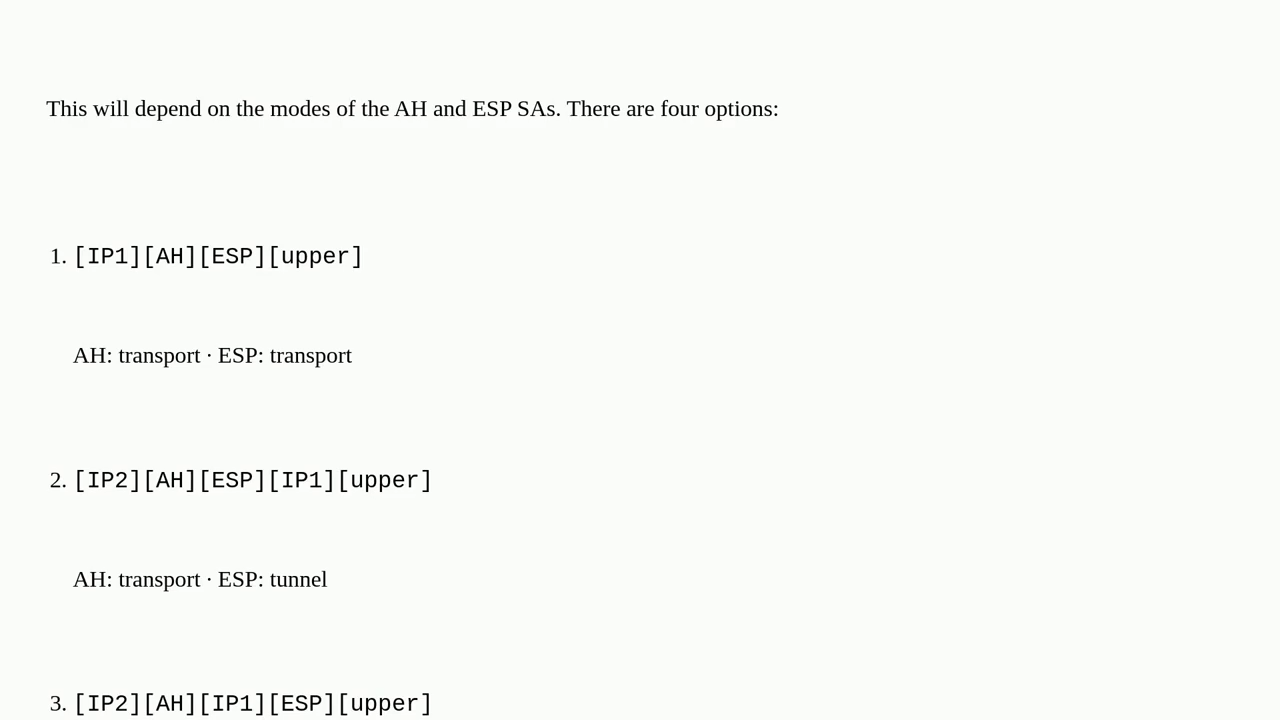 This will depend on the modes of the AH and ESP SAs. There are four options:
1. [IP1][AH][ESP][upper]
AH: transport · ESP: transport
2. [IP2][AH][ESP][IP1][upper]
AH: transport · ESP: tunnel
3. [IP2][AH][IP1][ESP][upper]